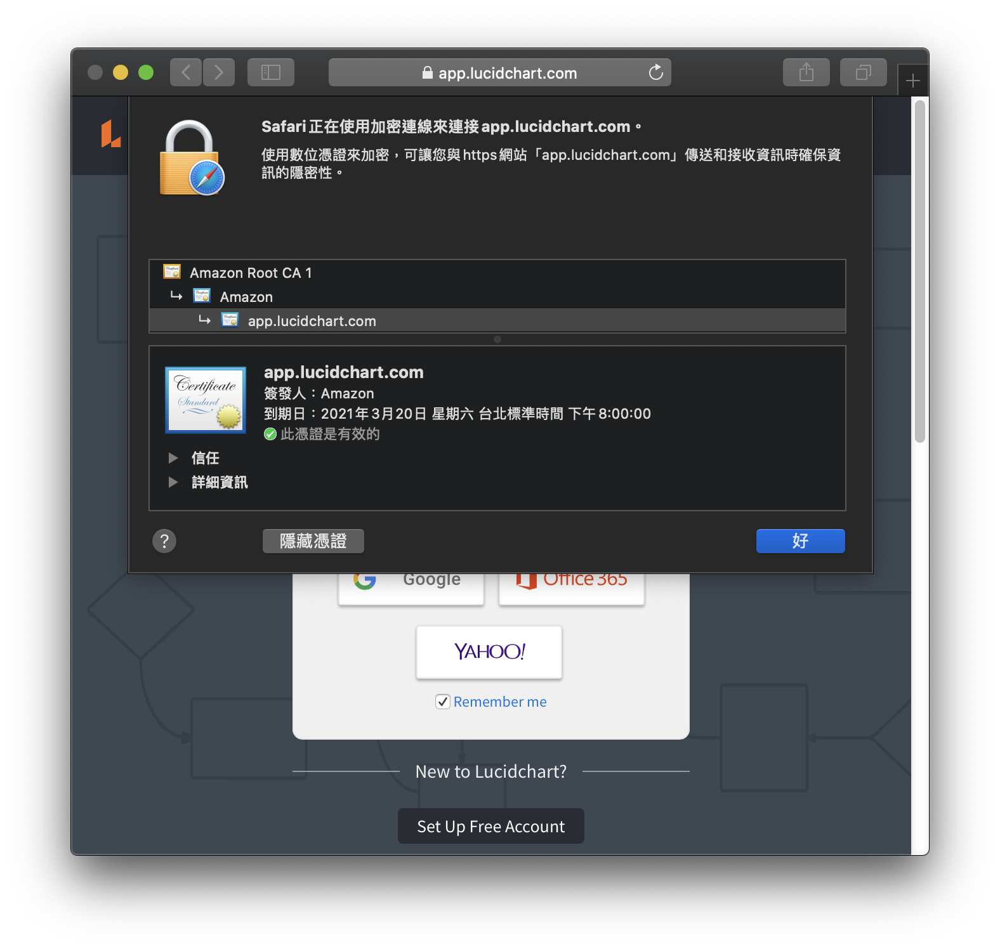 app.lucidchart.com
Safari 正在使用加密連線來連接 app.lucidchart.com。
使用數位憑證來加密，可讓您與 https 網站「app.lucidchart.com」傳送和接收資訊時確保資
訊的隱密性。
Amazon Root CA 1
Amazon
app.lucidchart.com
Certificate
Standard
app.lucidchart.com
簽發人：Amazon
到期日：2021年3月20日 星期六 台北標準時間 下午8:00:00
此憑證是有效的
信任
詳細資訊
?
隱藏憑證
好
Google
Office 365
YAHOO!
Remember me
New to Lucidchart?
Set Up Free Account